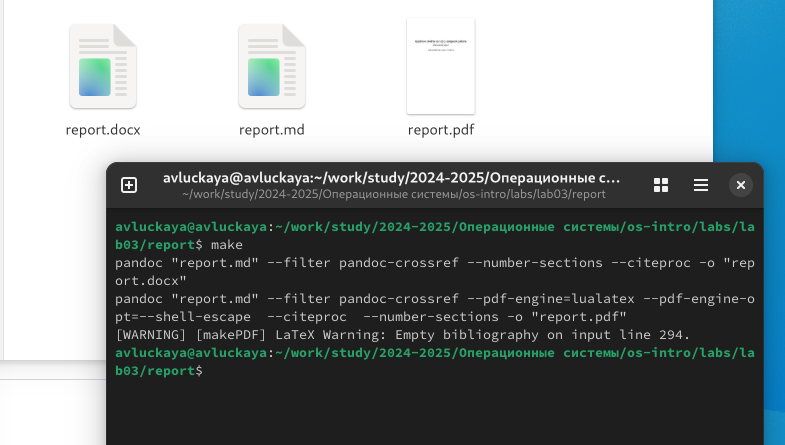 report.docx
report.md
report.pdf
avluckaya@avluckaya:~/work/study/2024-2025/Операционные с...
~/work/study/2024-2025/Операционные системы/os-intro/labs/lab03/report
avluckaya@avluckaya:~/work/study/2024-2025/Операционные системы/os-intro/labs/la
b03/report$ make
pandoc "report.md" --filter pandoc-crossref --number-sections --citeproc -o "rep
ort.docx"
pandoc "report.md" --filter pandoc-crossref --pdf-engine=lualatex --pdf-engine-o
pt=--shell-escape  --citeproc  --number-sections -o "report.pdf"
[WARNING] [makePDF] LaTeX Warning: Empty bibliography on input line 294.
avluckaya@avluckaya:~/work/study/2024-2025/Операционные системы/os-intro/labs/la
b03/report$